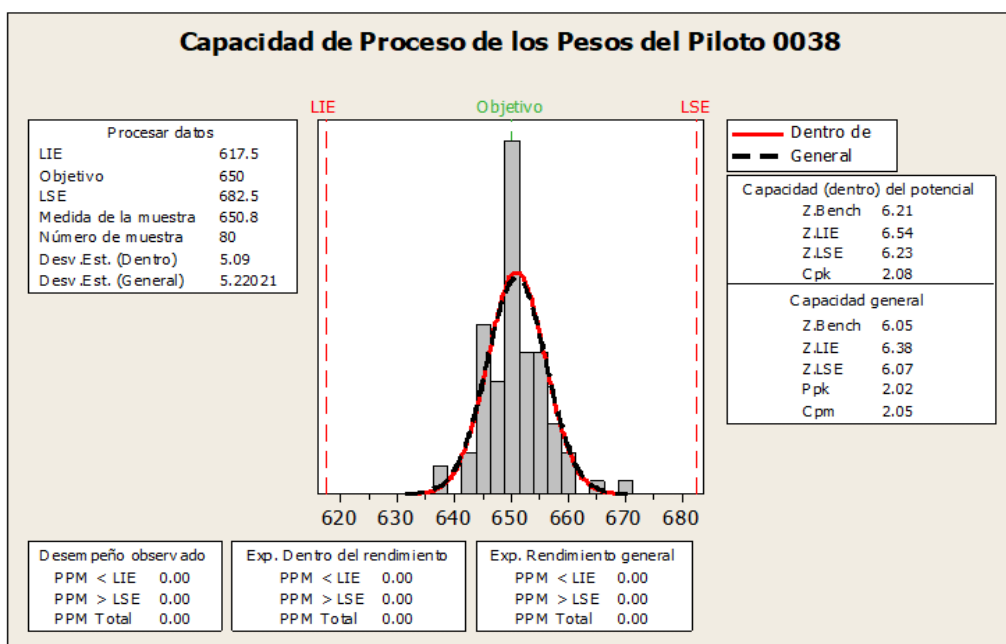 Capacidad de Proceso de los Pesos del Piloto 0038
LIE
Objetivo
LSE
Procesar datos
LIE 617.5
Objetivo 650
LSE 682.5
Medida de la muestra 650.8
Número de muestra 80
Desv.Est. (Dentro) 5.09
Desv.Est. (General) 5.22021
Dentro de
General
Capacidad (dentro) del potencial
Z.Bench 6.21
Z.LIE 6.54
Z.LSE 6.23
Cpk 2.08
Capacidad general
Z.Bench 6.05
Z.LIE 6.38
Z.LSE 6.07
Ppk 2.02
Cpm 2.05
620 630 640 650 660 670 680
Desempeño observado
PPM < LIE 0.00
PPM > LSE 0.00
PPM Total 0.00
Exp. Dentro del rendimiento
PPM < LIE 0.00
PPM > LSE 0.00
PPM Total 0.00
Exp. Rendimiento general
PPM < LIE 0.00
PPM > LSE 0.00
PPM Total 0.00